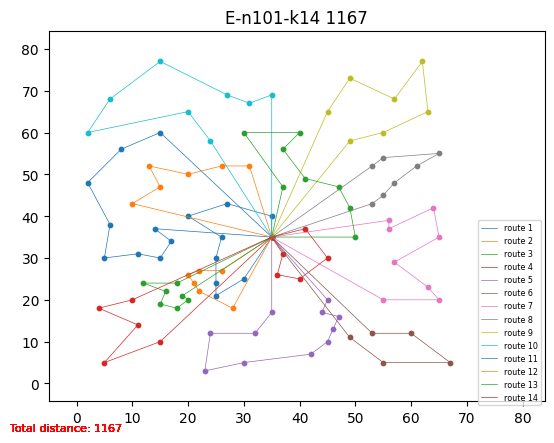 E-n101-k14 1167
80
70
60
50
40
30
20
10
0
0
10
20
30
40
50
60
70
80
route 1
route 2
route 3
route 4
route 5
route 6
route 7
route 8
route 9
route 10
route 11
route 12
route 13
route 14
Total distance: 1167